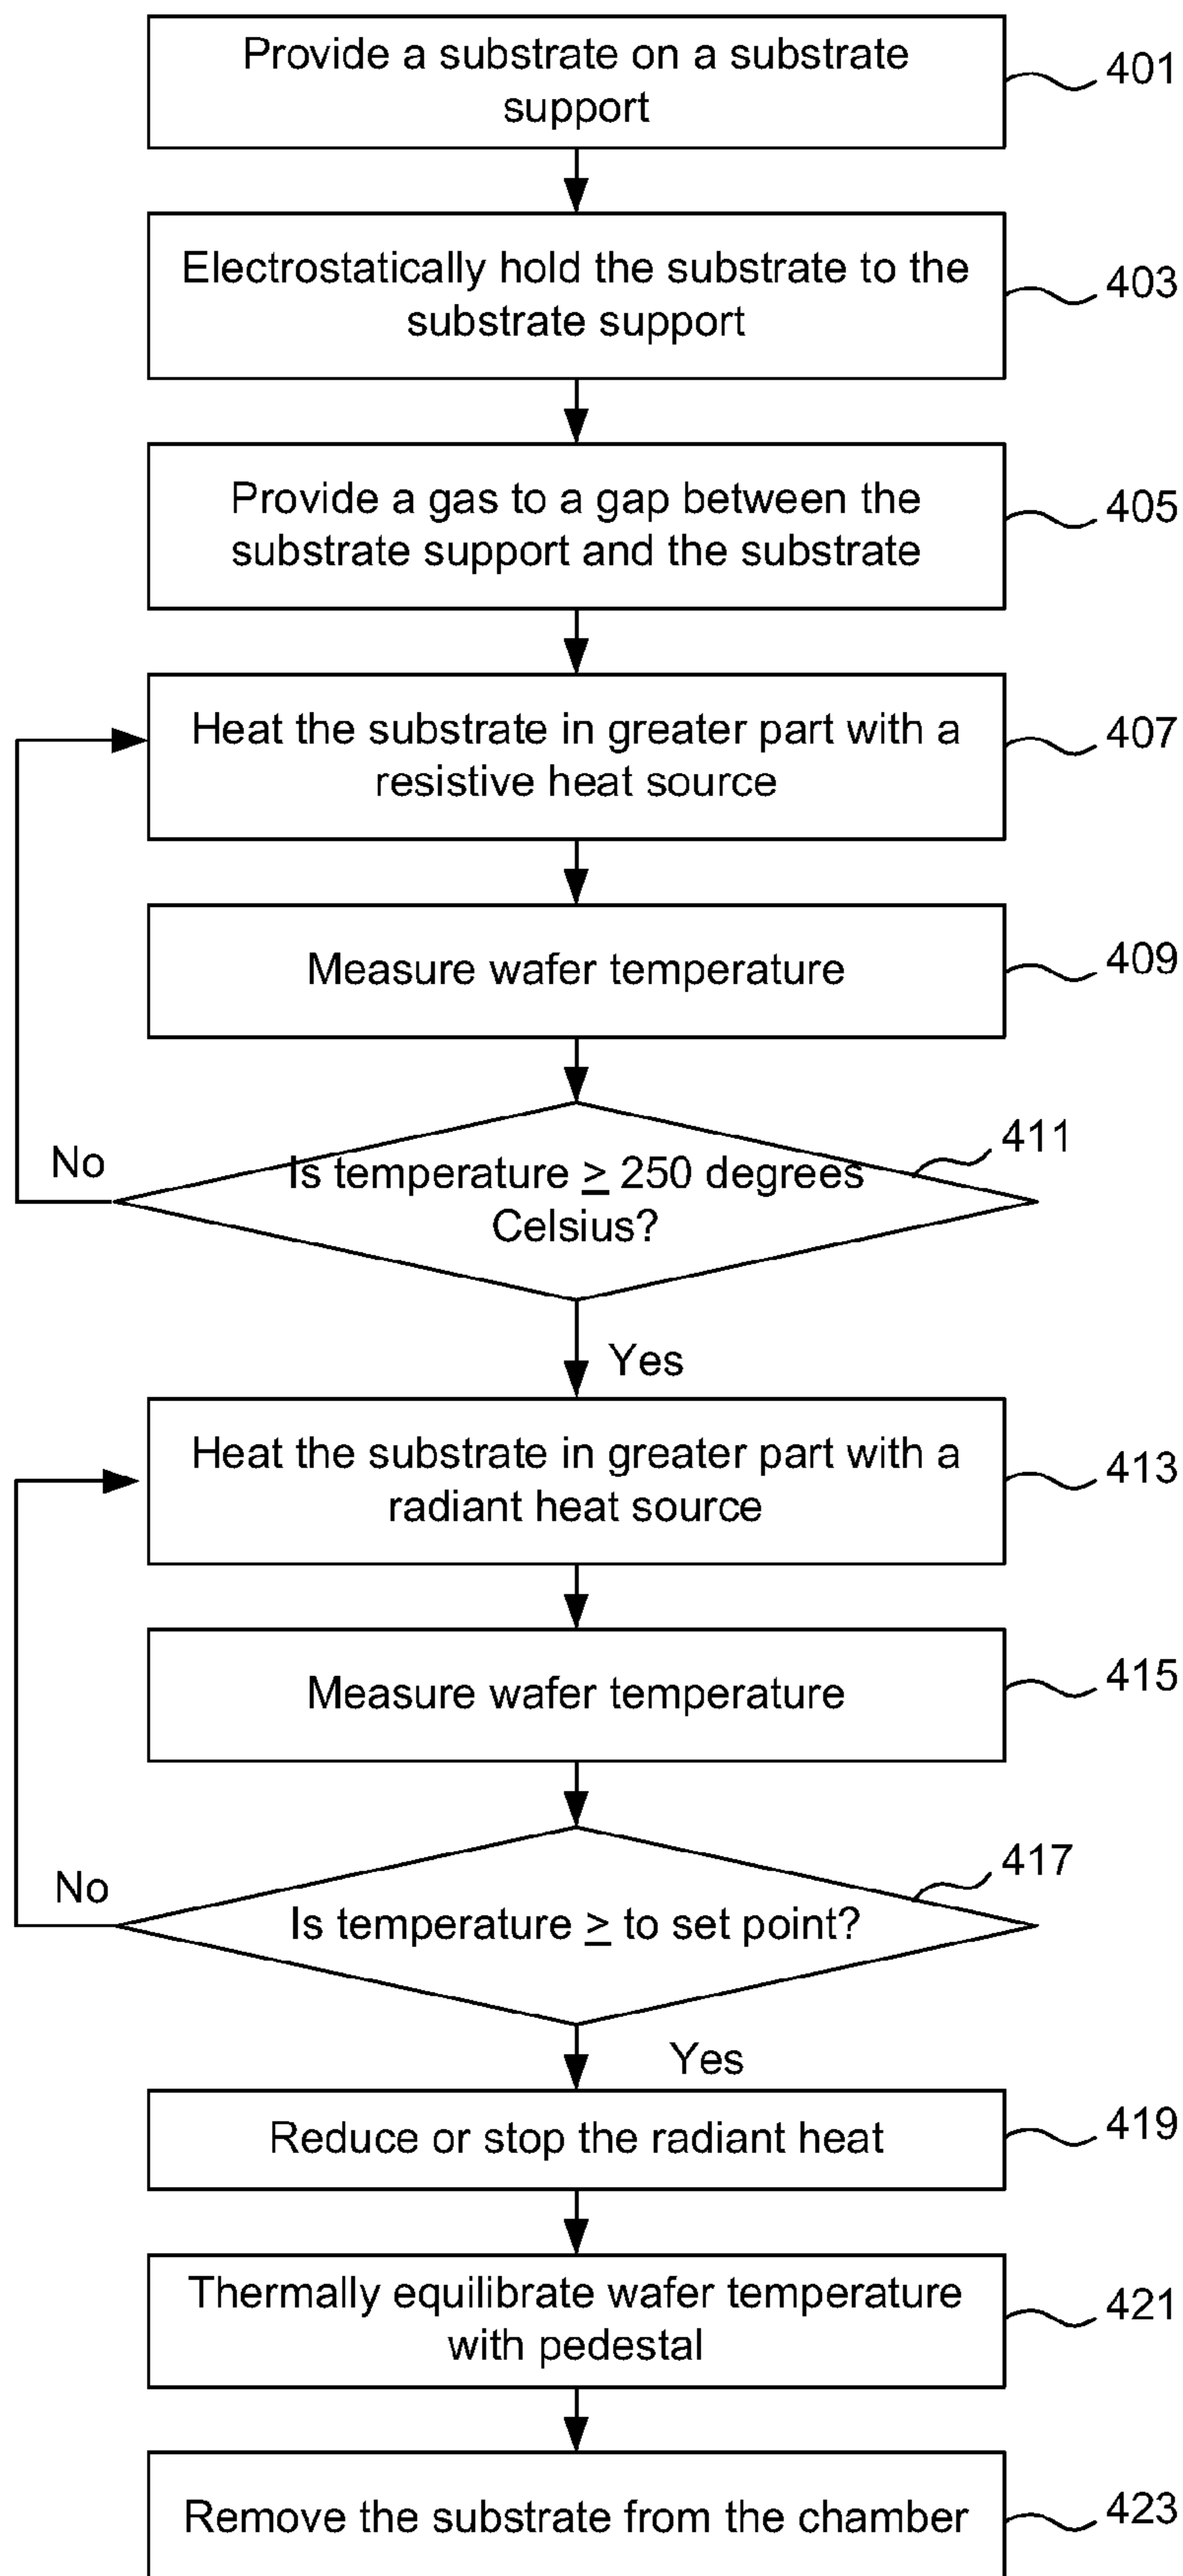 Provide a substrate on a substrate
support
401
Electrostatically hold the substrate to the
substrate support
403
Provide a gas to a gap between the
substrate support and the substrate
405
Heat the substrate in greater part with a
resistive heat source
407
Measure wafer temperature
409
Is temperature ≥ 250 degrees
Celsius?
411
No
Yes
Heat the substrate in greater part with a
radiant heat source
413
Measure wafer temperature
415
Is temperature ≥ to set point?
417
No
Yes
Reduce or stop the radiant heat
419
Thermally equilibrate wafer temperature
with pedestal
421
Remove the substrate from the chamber
423